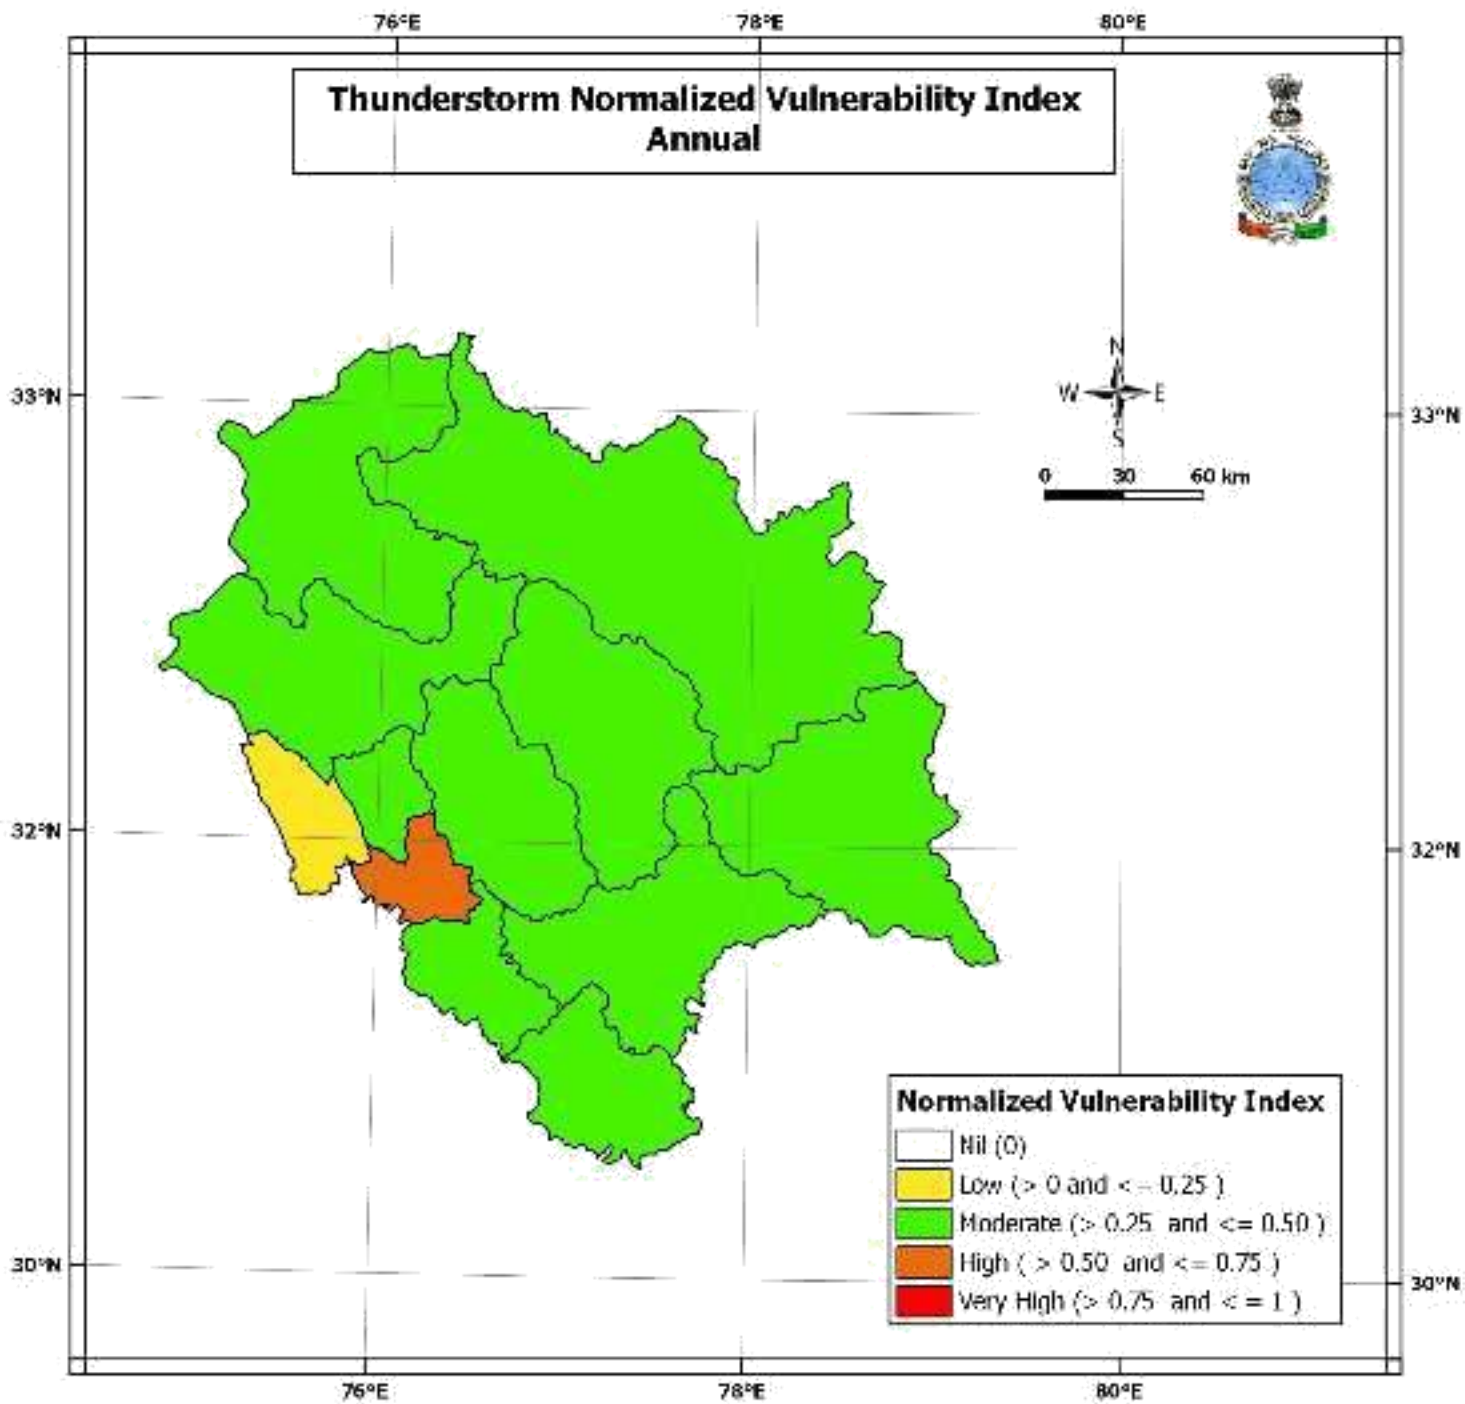 76°E 78°E 80°E
Thunderstorm Normalized Vulnerability Index
Annual
N
33°N W E 33°N
S
0 30 60 km
32°N 32°N
Normalized Vulnerability Index
Nil (0)
Low (> 0 and <= 0.25 )
Moderate (> 0.25 and <= 0.50 )
30°N High ( > 0.50 and <= 0.75 ) 30°N
Very High (> 0.75 and < = 1 )
76°E 78°E 80°E